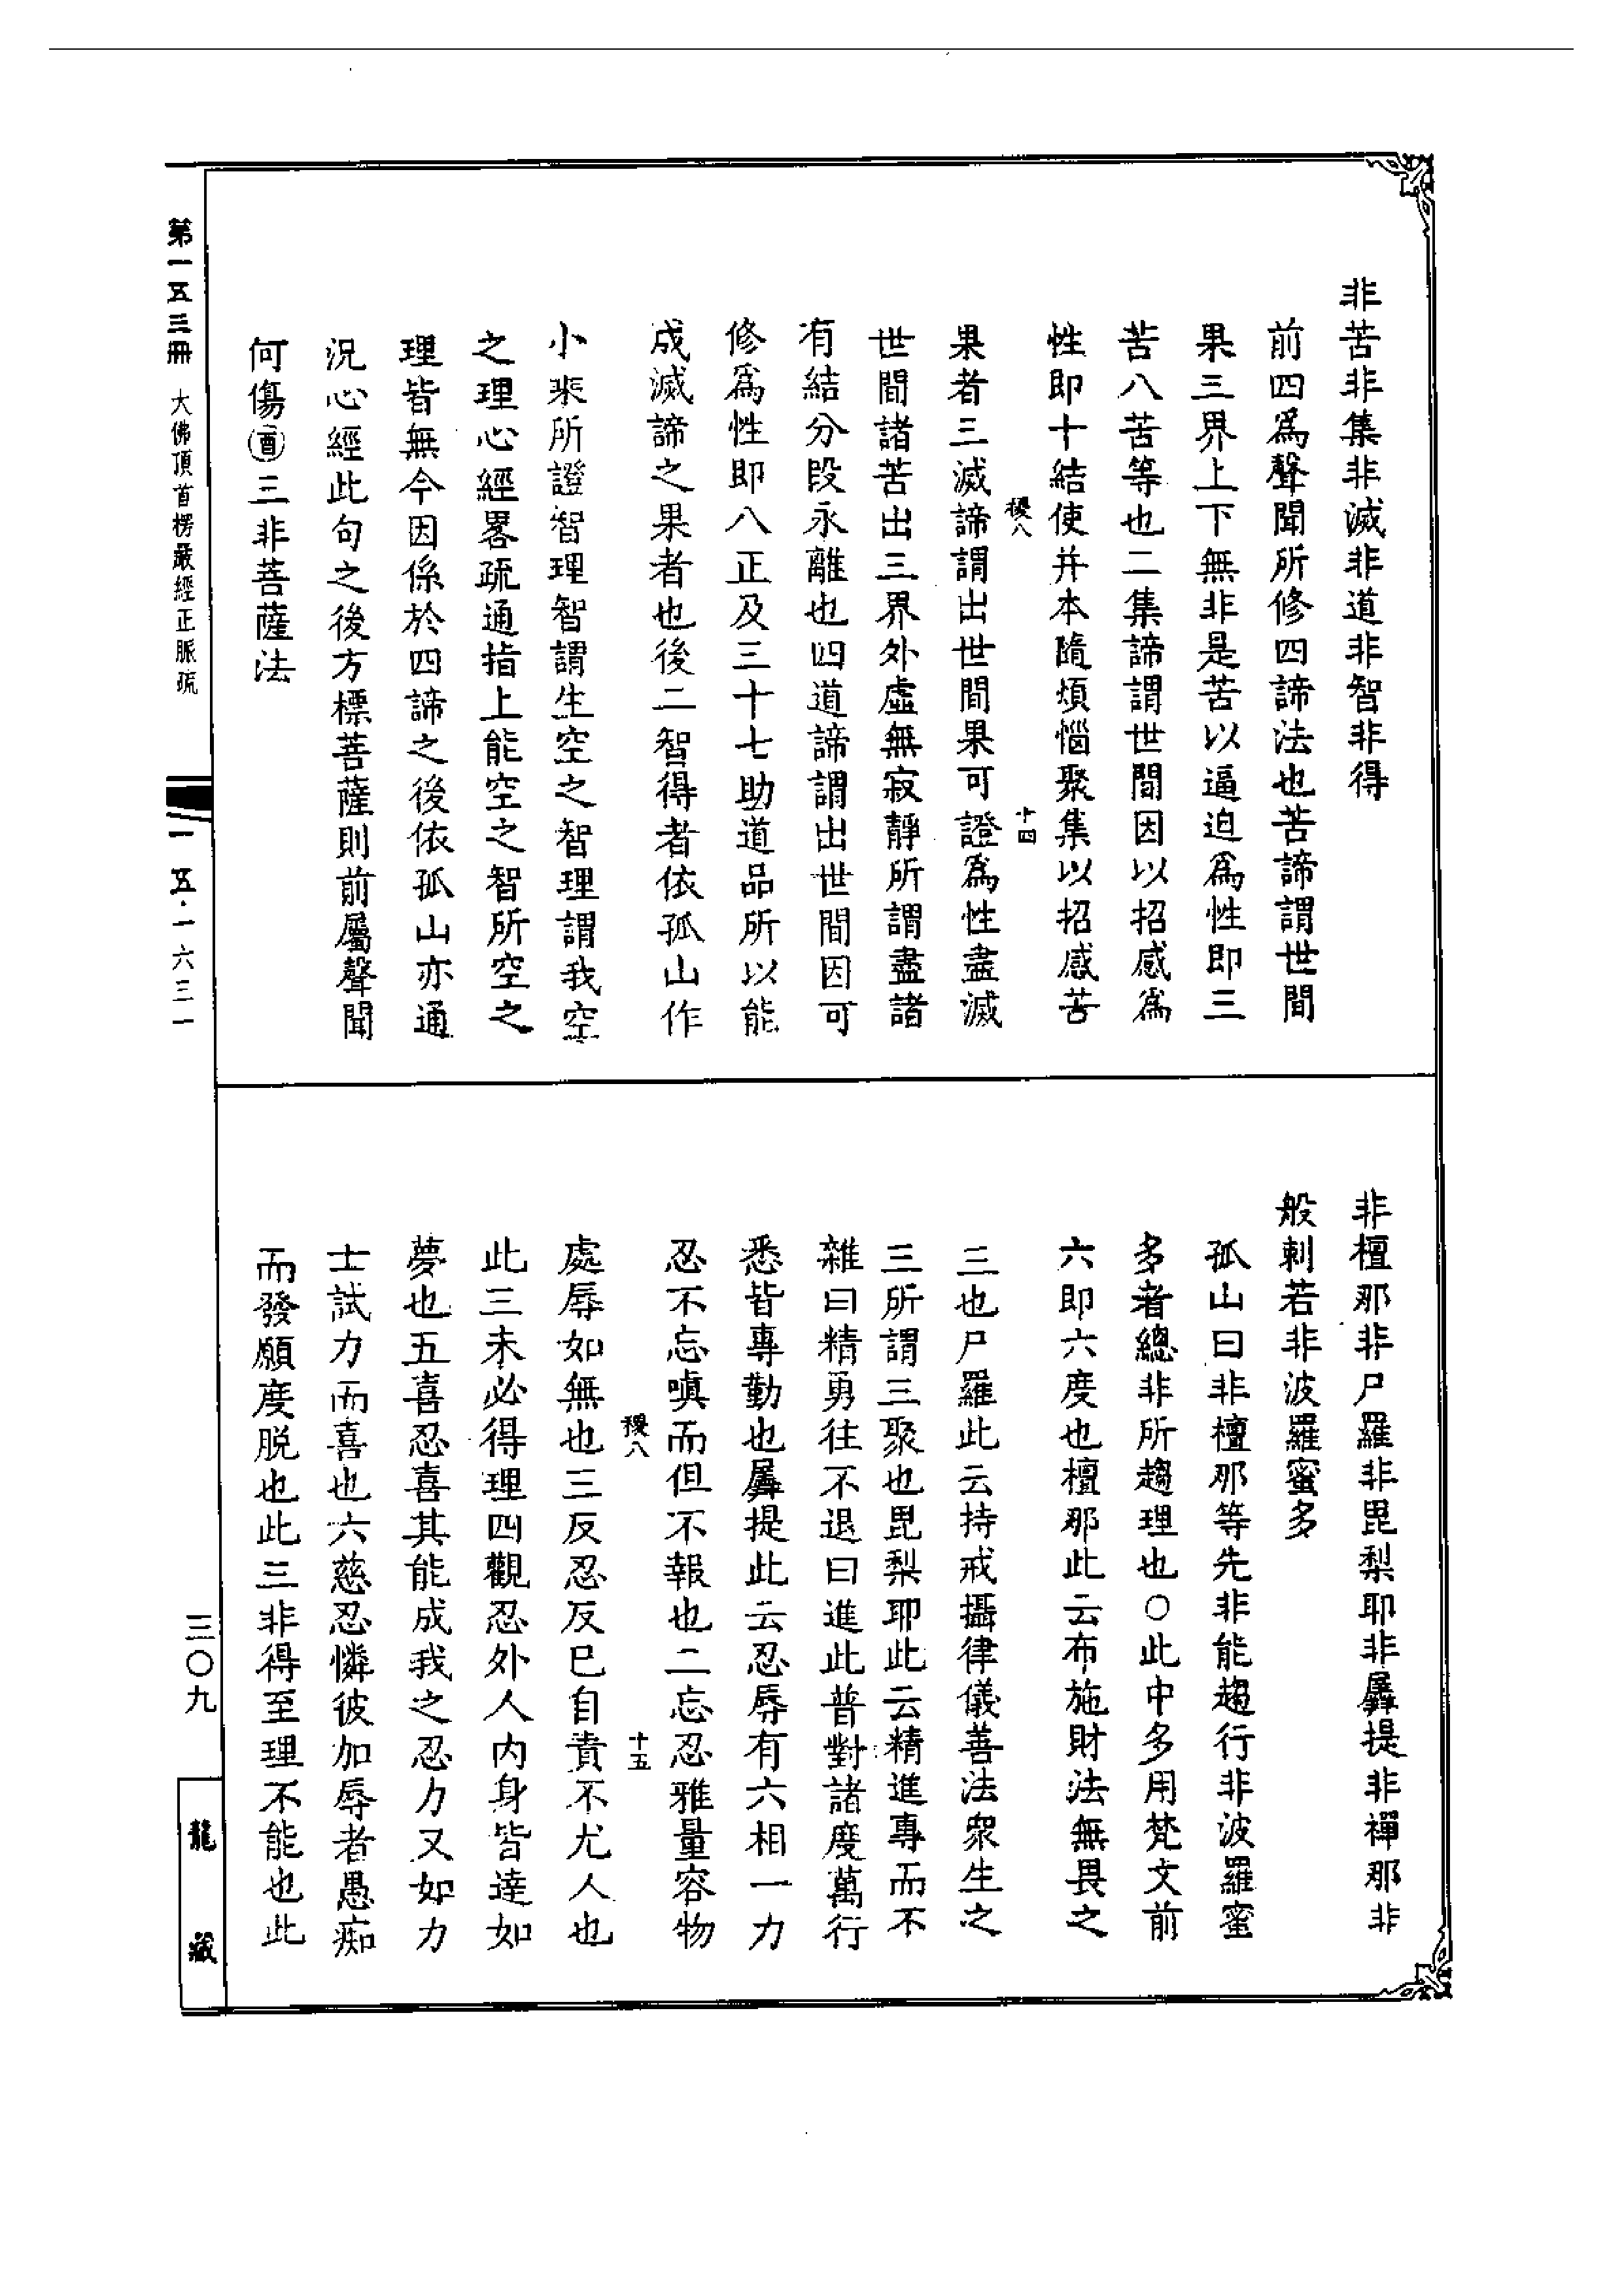 非苦非集非滅非道非智非得
前四爲聲聞所修四諦法也苦諦謂世間
果三界上下無非是苦以逼迫爲性即三
苦八苦等也二集諦謂世間因以招感爲
性即十結使并本隨煩惱聚集以招感苦
稷八 十四
果者三滅諦謂出世間果可證爲性盡滅
世間諸苦出三界外虛無寂靜所謂盡諸
有結分段永離也四道諦謂出世間因可
修爲性即八正及三十七助道品所以能
成滅諦之果者也後二智得者依孤山作
小乘所證智理智謂生空之智理謂我空
之理心經畧疏通指上能空之智所空之
理皆無今因係於四諦之後依孤山亦通
況心經此句之後方標菩薩則前屬聲聞
何傷㊒三非菩薩法
非檀那非尸羅非毘梨耶非羼提非禪那非
般剌若非波羅蜜多
孤山曰非檀那等先非能趨行非波羅蜜
多者總非所趨理也○此中多用梵文前
六即六度也檀那此云布施財法無畏之
三也尸羅此云持戒攝律儀善法眾生之
三所謂三聚也毘梨耶此云精進專而不
雜曰精勇往不退曰進此普對諸度萬行
悉皆專勤也羼提此云忍辱有六相一力
忍不忘嗔而但不報也二忘忍雅量容物
稷八 十五
處辱如無也三反忍反已自責不尤人也
此三未必得理四觀忍外人內身皆達如
夢也五喜忍喜其能成我之忍力又如力
士試力而喜也六慈忍憐彼加辱者愚痴
而發願度脱也此三非得至理不能也此
第一五三冊 大佛頂首楞嚴經正脈疏
一五·一六三一
三〇九
龍藏